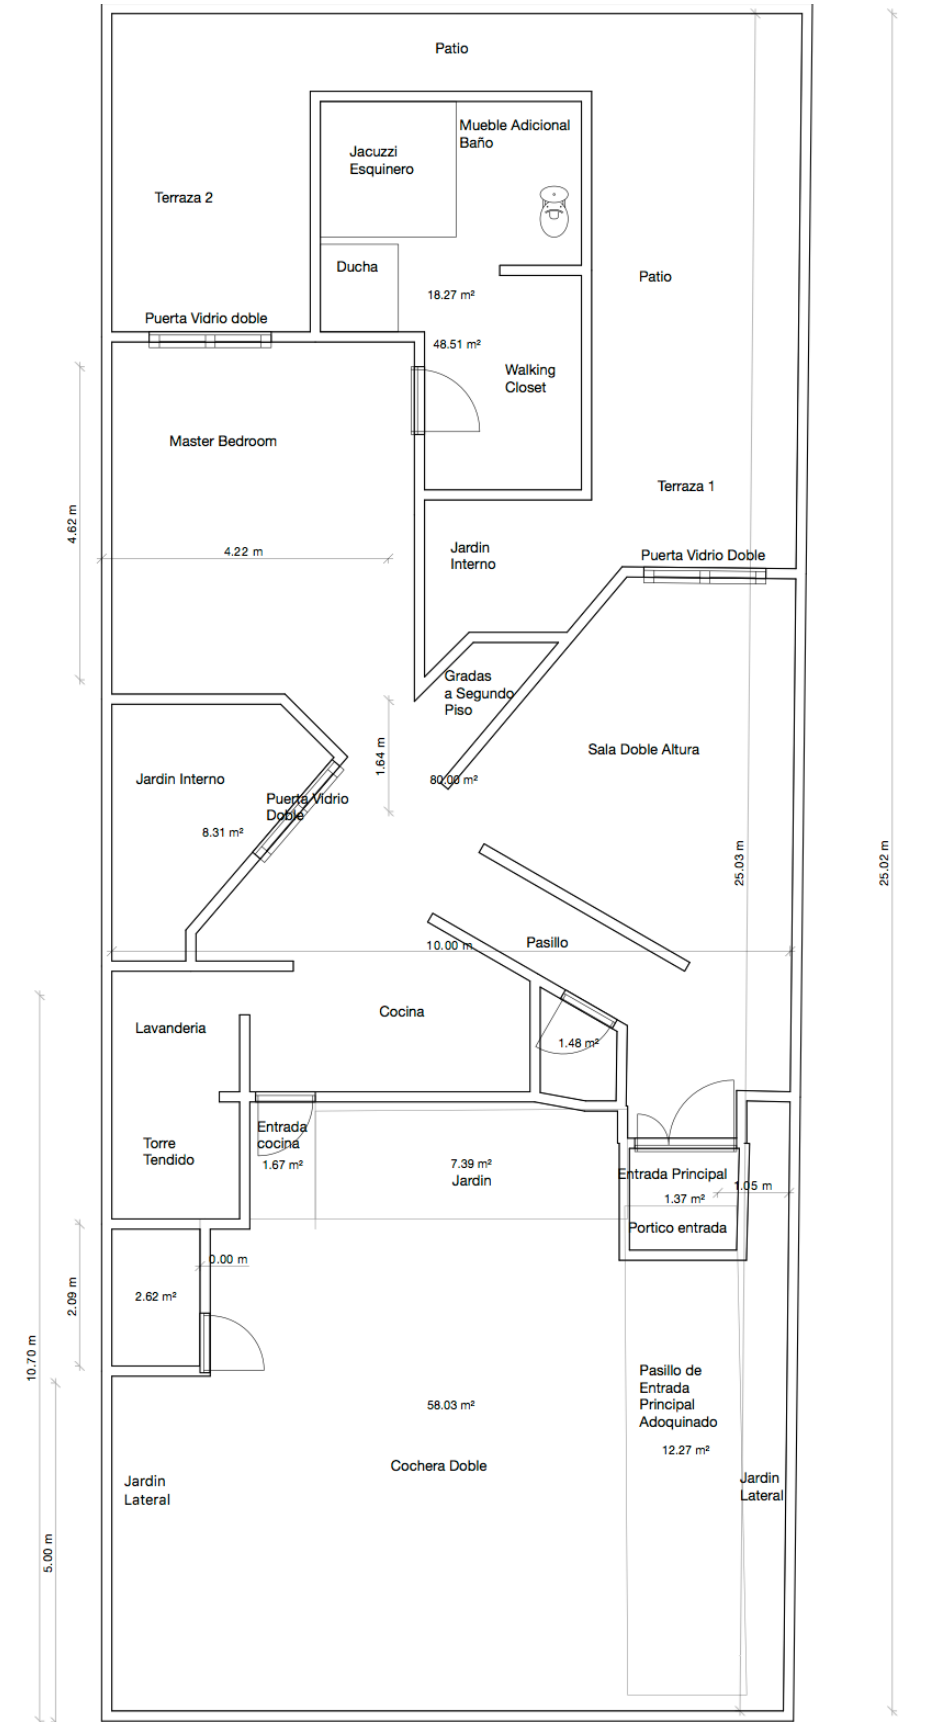 Patio
Mueble Adicional
Baño
Jacuzzi
Esquinero
Terraza 2
Ducha
Patio
18.27 m²
Puerta Vidrio doble
48.51 m²
Walking
Closet
Master Bedroom
Terraza 1
4.62 m
4.22 m
Jardin
Interno
Puerta Vidrio Doble
Gradas
a Segundo
Piso
Sala Doble Altura
1.64 m
Jardin Interno
80.00 m²
Puerta Vidrio
Doble
8.31 m²
25.03 m
25.02 m
10.00 m
Pasillo
Cocina
Lavanderia
1.48 m²
Entrada
cocina
1.67 m²
Torre
Tendido
7.39 m²
Jardin
Entrada Principal
1.05 m
1.37 m²
Portico entrada
0.00 m
2.09 m
2.62 m²
10.70 m
Pasillo de
Entrada
Principal
Adoquinado
12.27 m²
58.03 m²
Cochera Doble
Jardin
Lateral
Jardin
Lateral
5.00 m